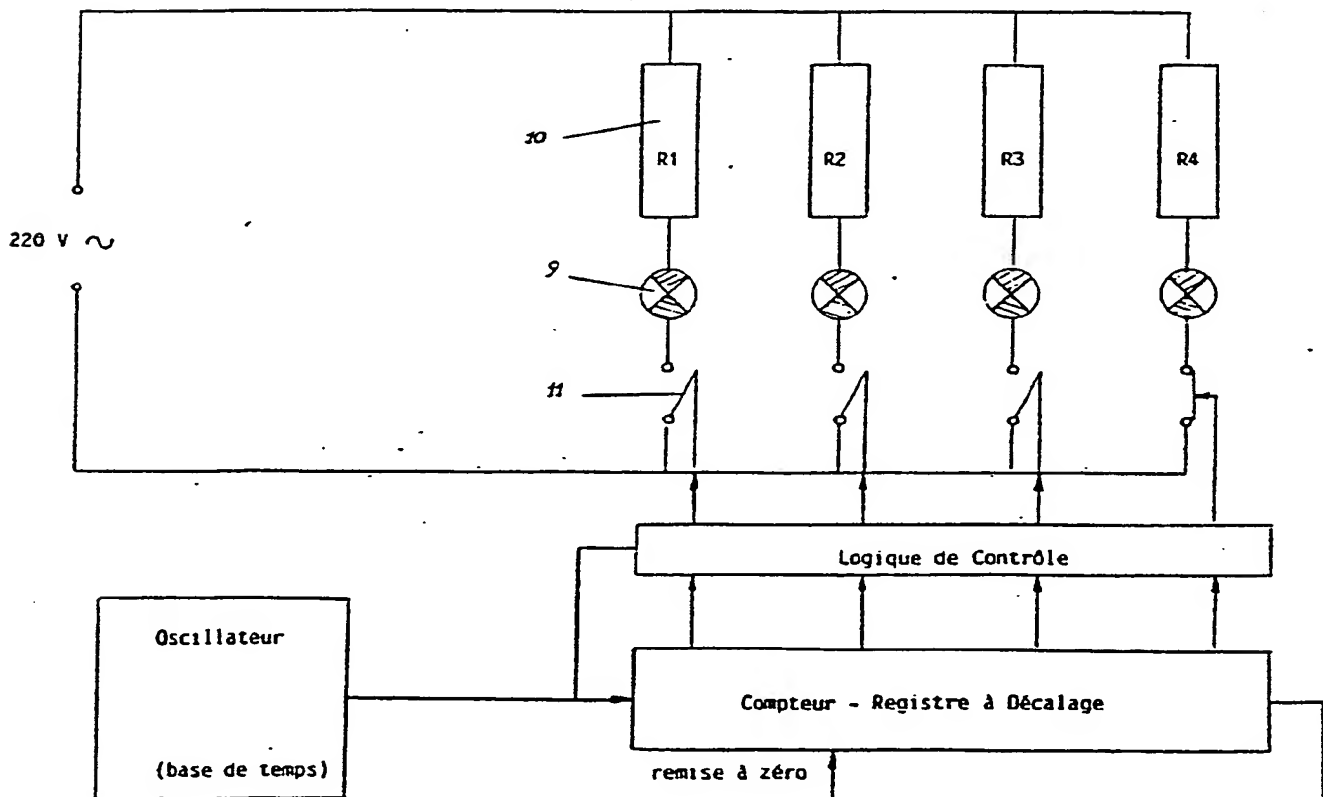 10
R1
R2
R3
R4
220 V ~
9
11
Logique de Contrôle
Oscillateur
Compteur - Registre à Décalage
(base de temps)
remise à zéro